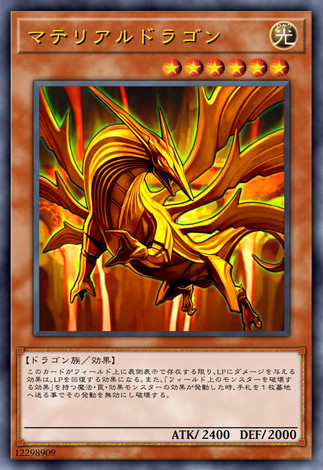 マテリアルドラゴン
光
【ドラゴン族／効果】
このカードがフィールド上に表側表示で存在する限り、LPにダメージを与える
効果は、LPを回復する効果になる。また、「フィールド上のモンスターを破壊す
る効果」を持つ魔法・罠・効果モンスターの効果が発動した時、手札を１枚墓地
へ送る事でその発動を無効にし破壊する。
ATK/ 2400 DEF/2000
12298909